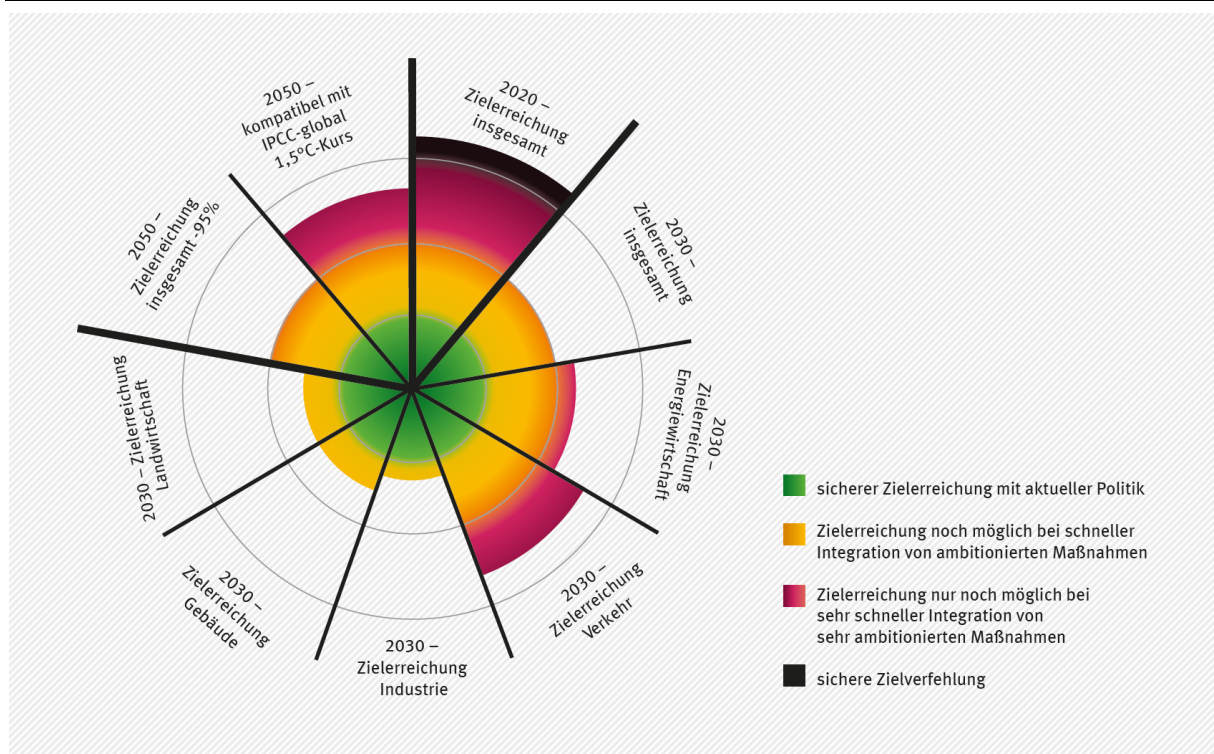 2020 –
Zielerreichung
insgesamt
2030 –
Zielerreichung
insgesamt
2030 –
Zielerreichung
Energiewirtschaft
2030 –
Zielerreichung
Verkehr
2030 –
Zielerreichung
Industrie
2030 –
Zielerreichung
Gebäude
2030 – Zielerreichung
Landwirtschaft
2050 –
Zielerreichung
insgesamt -95%
2050 –
kompatibel mit
IPCC-global
1,5°C-Kurs
sicherer Zielerreichung mit aktueller Politik
Zielerreichung noch möglich bei schneller
Integration von ambitionierten Maßnahmen
Zielerreichung nur noch möglich bei
sehr schneller Integration von
sehr ambitionierten Maßnahmen
sichere Zielverfehlung